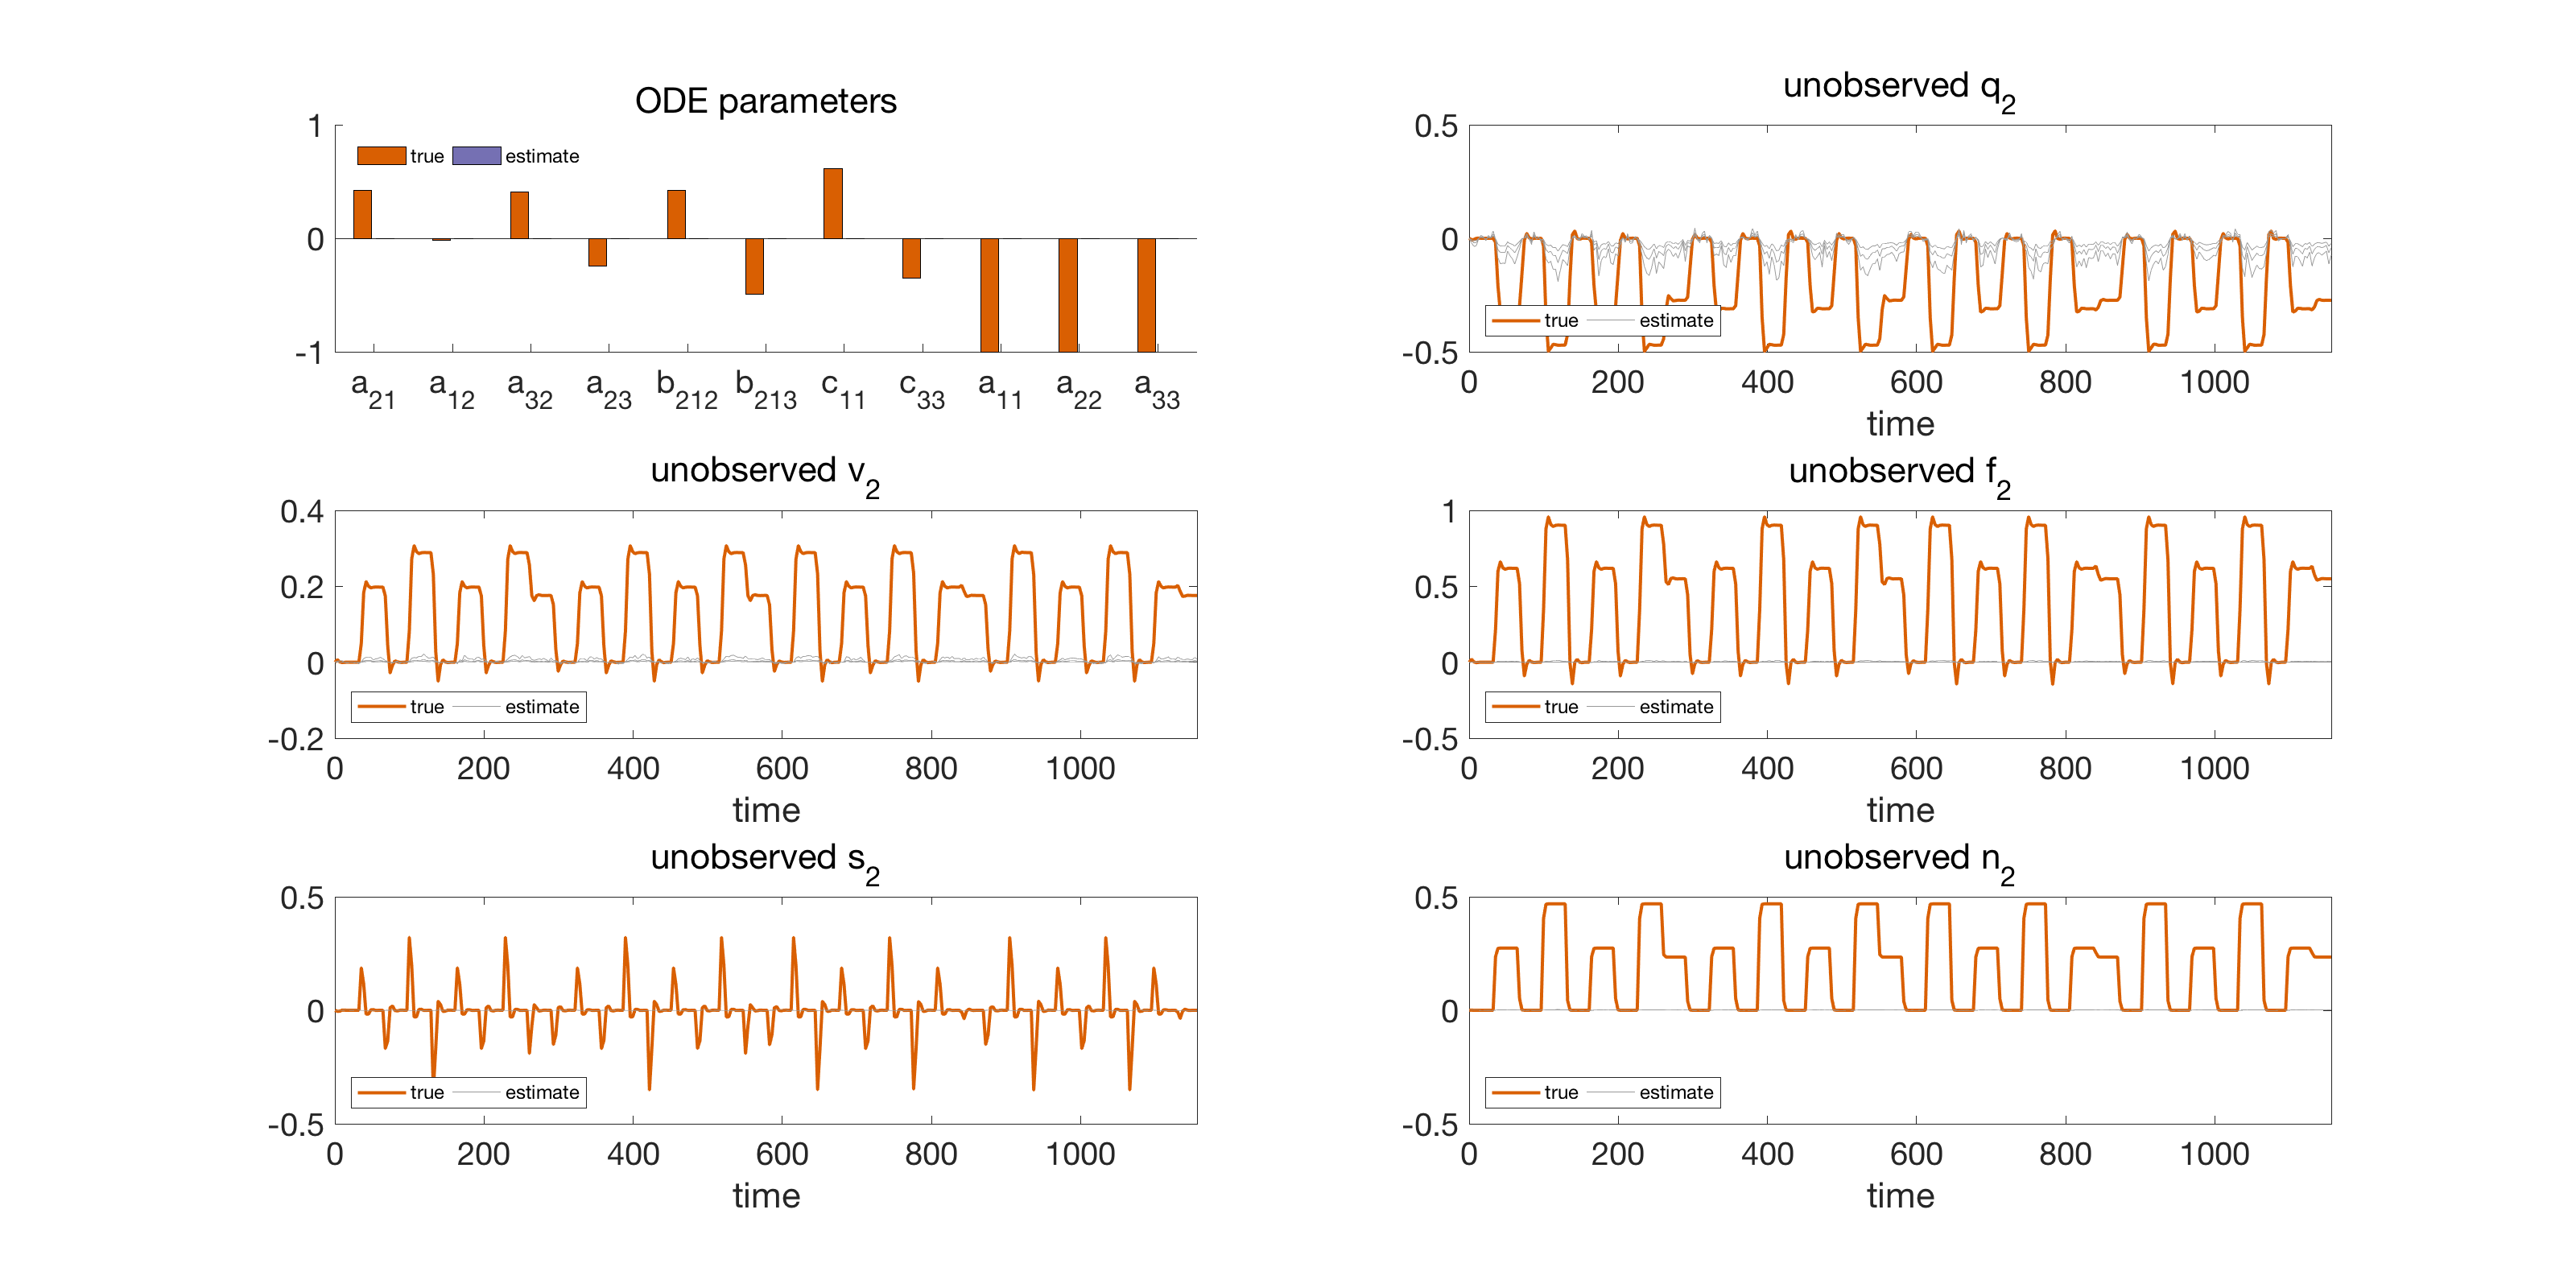 ODE parameters
1
0
-1
true estimate
a21 a12 a32 a23 b212 b213 c11 c33 a11 a22 a33
unobserved q2
0.5
0
-0.5
true estimate
0 200 400 600 800 1000
time
unobserved v2
0.4
0.2
0
-0.2
true estimate
0 200 400 600 800 1000
time
unobserved f2
1
0.5
0
-0.5
true estimate
0 200 400 600 800 1000
time
unobserved s2
0.5
0
-0.5
true estimate
0 200 400 600 800 1000
time
unobserved n2
0.5
0
-0.5
true estimate
0 200 400 600 800 1000
time